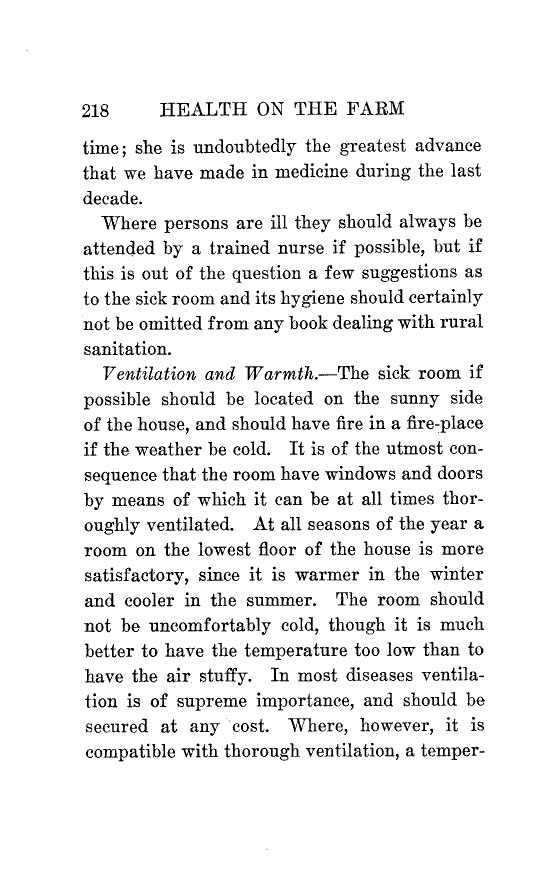 218 HEALTH ON THE FARM
time; she is undoubtedly the greatest advance
that we have made in medicine during the last
decade.
Where persons are ill they should always be
attended by a trained nurse if possible, but if
this is out of the question a few suggestions as
to the sick room and its hygiene should certainly
not be omitted from any book dealing with rural
sanitation.
Ventilation and Warmth.—The sick room if
possible should be located on the sunny side
of the house, and should have fire in a fire-place
if the weather be cold. It is of the utmost con-
sequence that the room have windows and doors
by means of which it can be at all times thor-
oughly ventilated. At all seasons of the year a
room on the lowest floor of the house is more
satisfactory, since it is warmer in the winter
and cooler in the summer. The room should
not be uncomfortably cold, though it is much
better to have the temperature too low than to
have the air stuffy. In most diseases ventila-
tion is of supreme importance, and should be
secured at any cost. Where, however, it is
compatible with thorough ventilation, a temper-